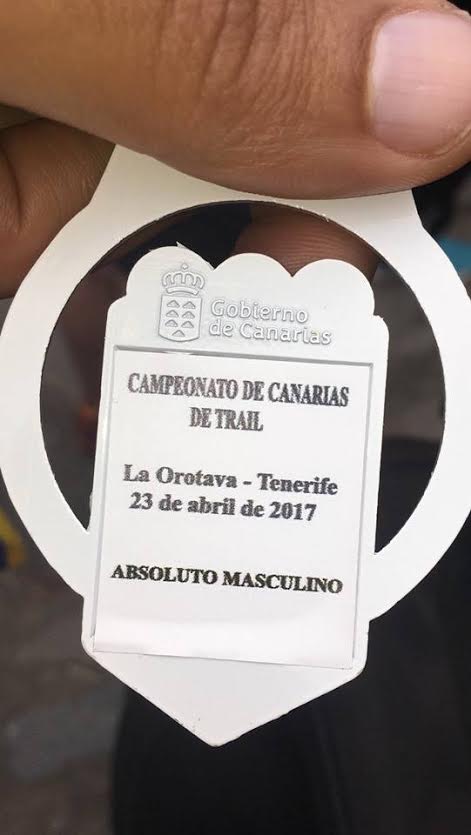 Gobierno
de Canarias
CAMPEONATO DE CANARIAS
DE TRAIL
La Orotava - Tenerife
23 de abril de 2017
ABSOLUTO MASCULINO